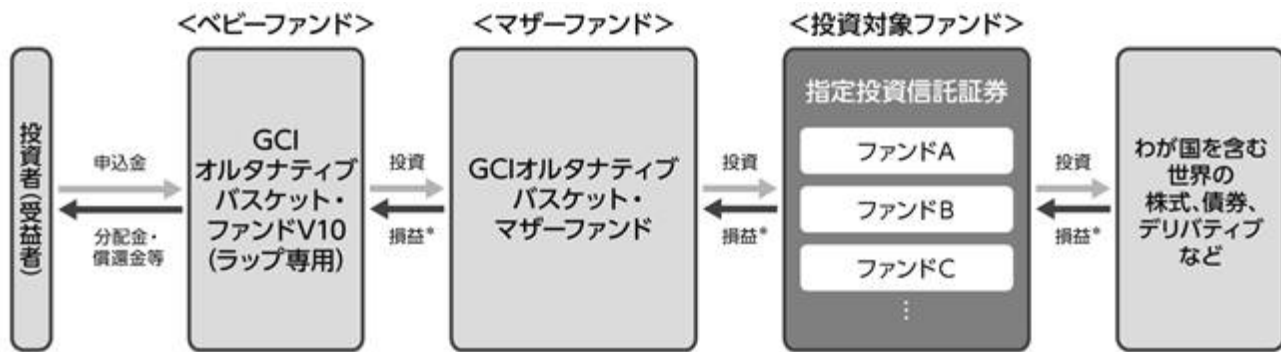 <ベビーファンド>
<マザーファンド>
<投資対象ファンド>
投資者(受益者)
申込金
分配金・
償還金等
GCI
オルタナティブ
バスケット・
ファンドV10
(ラップ専用)
投資
損益*
GCIオルタナティブ
バスケット・
マザーファンド
投資
損益*
指定投資信託証券
ファンドA
ファンドB
ファンドC
⋮
投資
損益*
わが国を含む
世界の
株式、債券、
デリバティブ
など